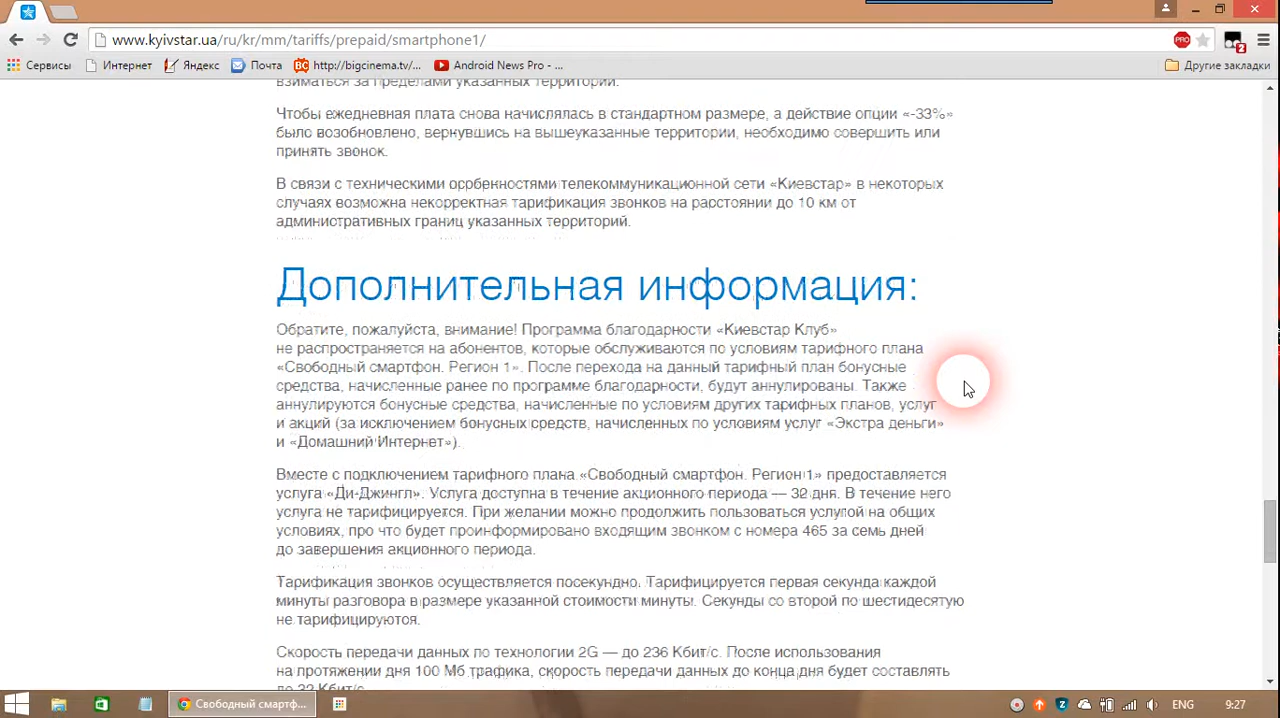 www.kyivstar.ua/ru/kr/mm/tariffs/prepaid/smartphone1/
PRO
2
Сервисы
Интернет
Яндекс
Почта
http://bigcinema.tv/...
Android News Pro - ...
Другие закладки
взиматься за пределами указанных территорий.
Чтобы ежедневная плата снова начислялась в стандартном размере, а действие опции «-33%»
было возобновлено, вернувшись на вышеуказанные территории, необходимо совершить или
принять звонок.
В связи с техническими особенностями телекоммуникационной сети «Киевстар» в некоторых
случаях возможна некорректная тарификация звонков на расстоянии до 10 км от
административных границ указанных территорий.
Дополнительная информация:
Обратите, пожалуйста, внимание! Программа благодарности «Киевстар Клуб»
не распространяется на абонентов, которые обслуживаются по условиям тарифного плана
«Свободный смартфон. Регион 1». После перехода на данный тарифный план бонусные
средства, начисленные ранее по программе благодарности, будут аннулированы. Также
аннулируются бонусные средства, начисленные по условиям других тарифных планов, услуг
и акций (за исключением бонусных средств, начисленных по условиям услуг «Экстра деньги»
и «Домашний Интернет»).
Вместе с подключением тарифного плана «Свободный смартфон. Регион 1» предоставляется
услуга «Ди-Джингл». Услуга доступна в течение акционного периода — 32 дня. В течение него
услуга не тарифицируется. При желании можно продолжить пользоваться услугой на общих
условиях, про что будет проинформировано входящим звонком с номера 465 за семь дней
до завершения акционного периода.
Тарификация звонков осуществляется посекундно. Тарифицируется первая секунда каждой
минуты разговора в размере указанной стоимости минуты. Секунды со второй по шестидесятую
не тарифицируются.
Скорость передачи данных по технологии 2G — до 236 Кбит/с. После использования
на протяжении дня 100 Мб трафика, скорость передачи данных до конца дня будет составлять
до 32 Кбит/с.
Свободный смартф...
ENG
9:27